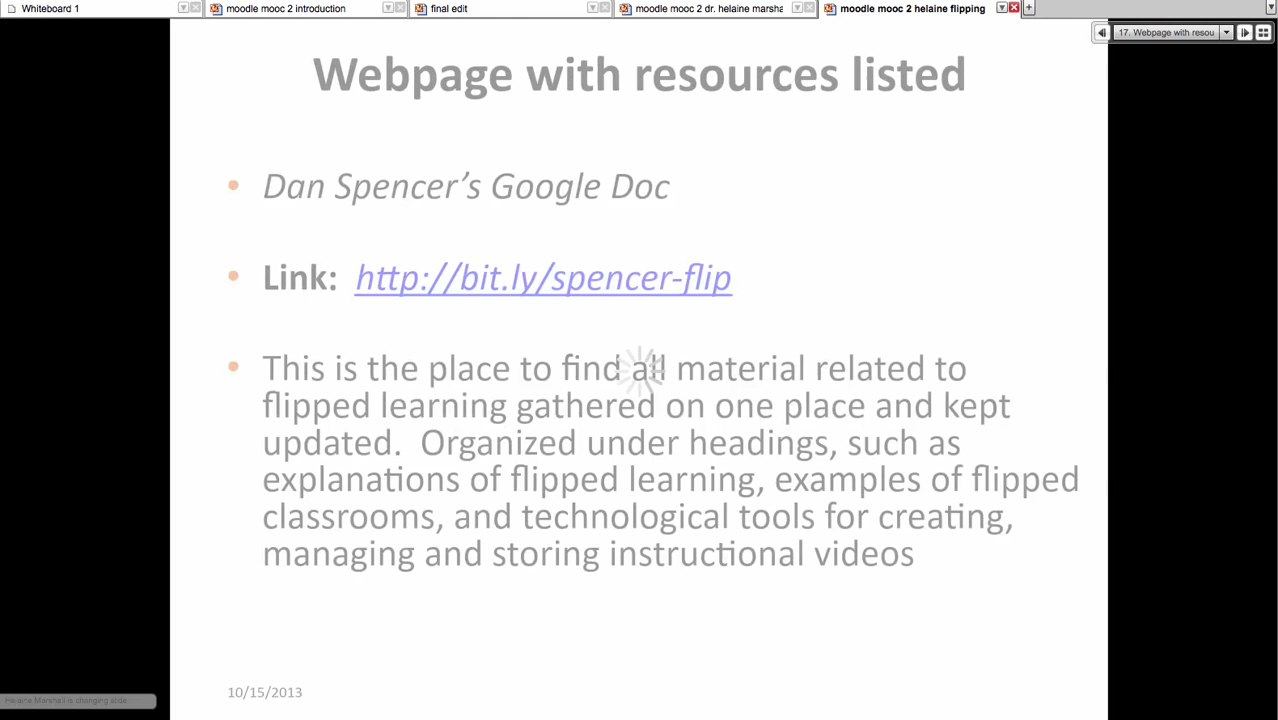 Whiteboard 1
moodle mooc 2 introduction
final edit
moodle mooc 2 dr. helaine marsha
moodle mooc 2 helaine flipping
17. Webpage with resou
Webpage with resources listed
• Dan Spencer’s Google Doc
• Link: http://bit.ly/spencer-flip
• This is the place to find all material related to
flipped learning gathered on one place and kept
updated. Organized under headings, such as
explanations of flipped learning, examples of flipped
classrooms, and technological tools for creating,
managing and storing instructional videos
10/15/2013
Helaine Marshall is changing slide